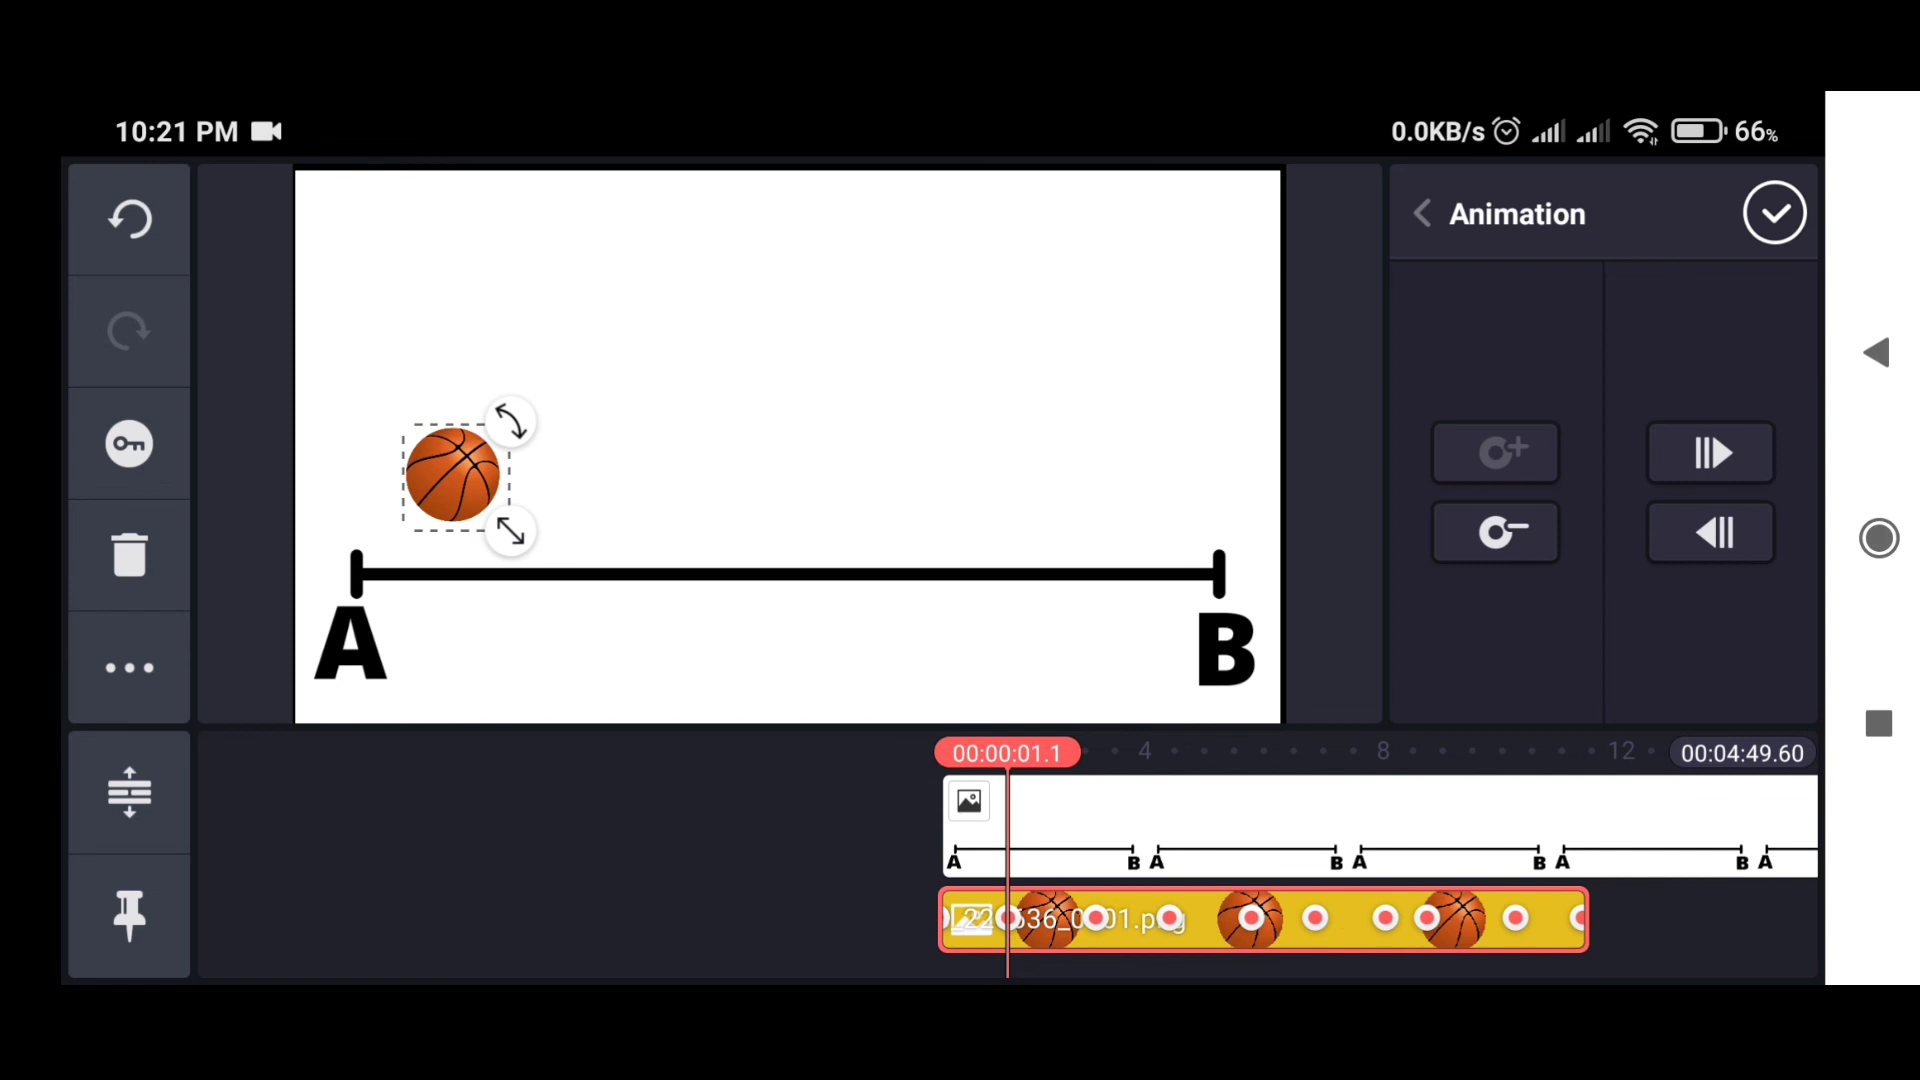 10:21 PM
0.0KB/s 66%
Animation
A B
00:00:01.1 4 8 12 00:04:49.60
A B A B A B A B A